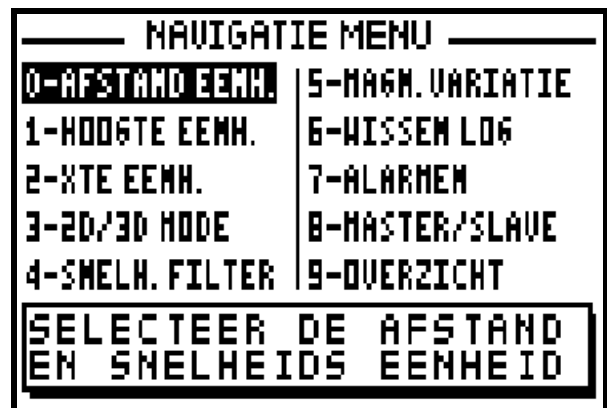 NAVIGATIE MENU
0-AFSTAND EENH.
1-HOOGTE EENH.
2-XTE EENH.
3-2D/3D MODE
4-SNELH. FILTER
5-MAGN. VARIATIE
6-WISSEN LOG
7-ALARMEN
8-MASTER/SLAVE
9-OVERZICHT
SELECTEER DE AFSTAND
EN SNELHEIDS EENHEID